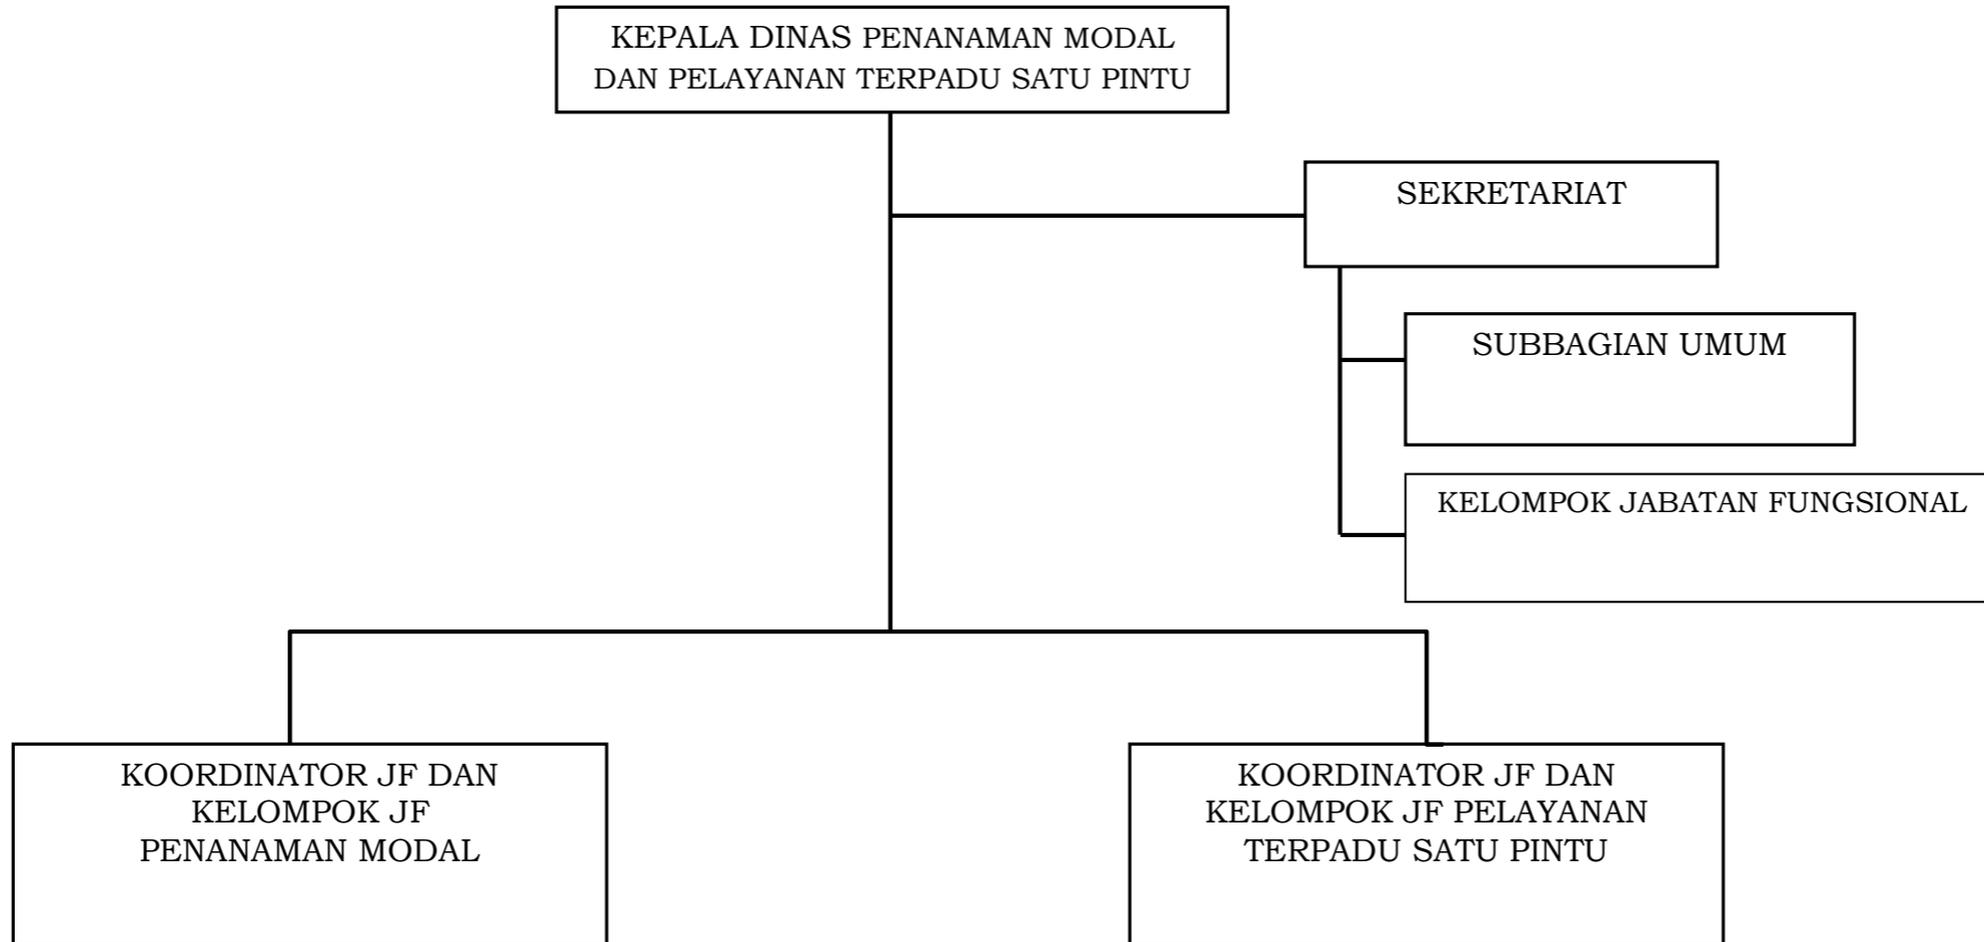 KEPALA DINAS PENANAMAN MODAL
DAN PELAYANAN TERPADU SATU PINTU
SEKRETARIAT
SUBBAGIAN UMUM
KELOMPOK JABATAN FUNGSIONAL
KOORDINATOR JF DAN
KELOMPOK JF
PENANAMAN MODAL
KOORDINATOR JF DAN
KELOMPOK JF PELAYANAN
TERPADU SATU PINTU